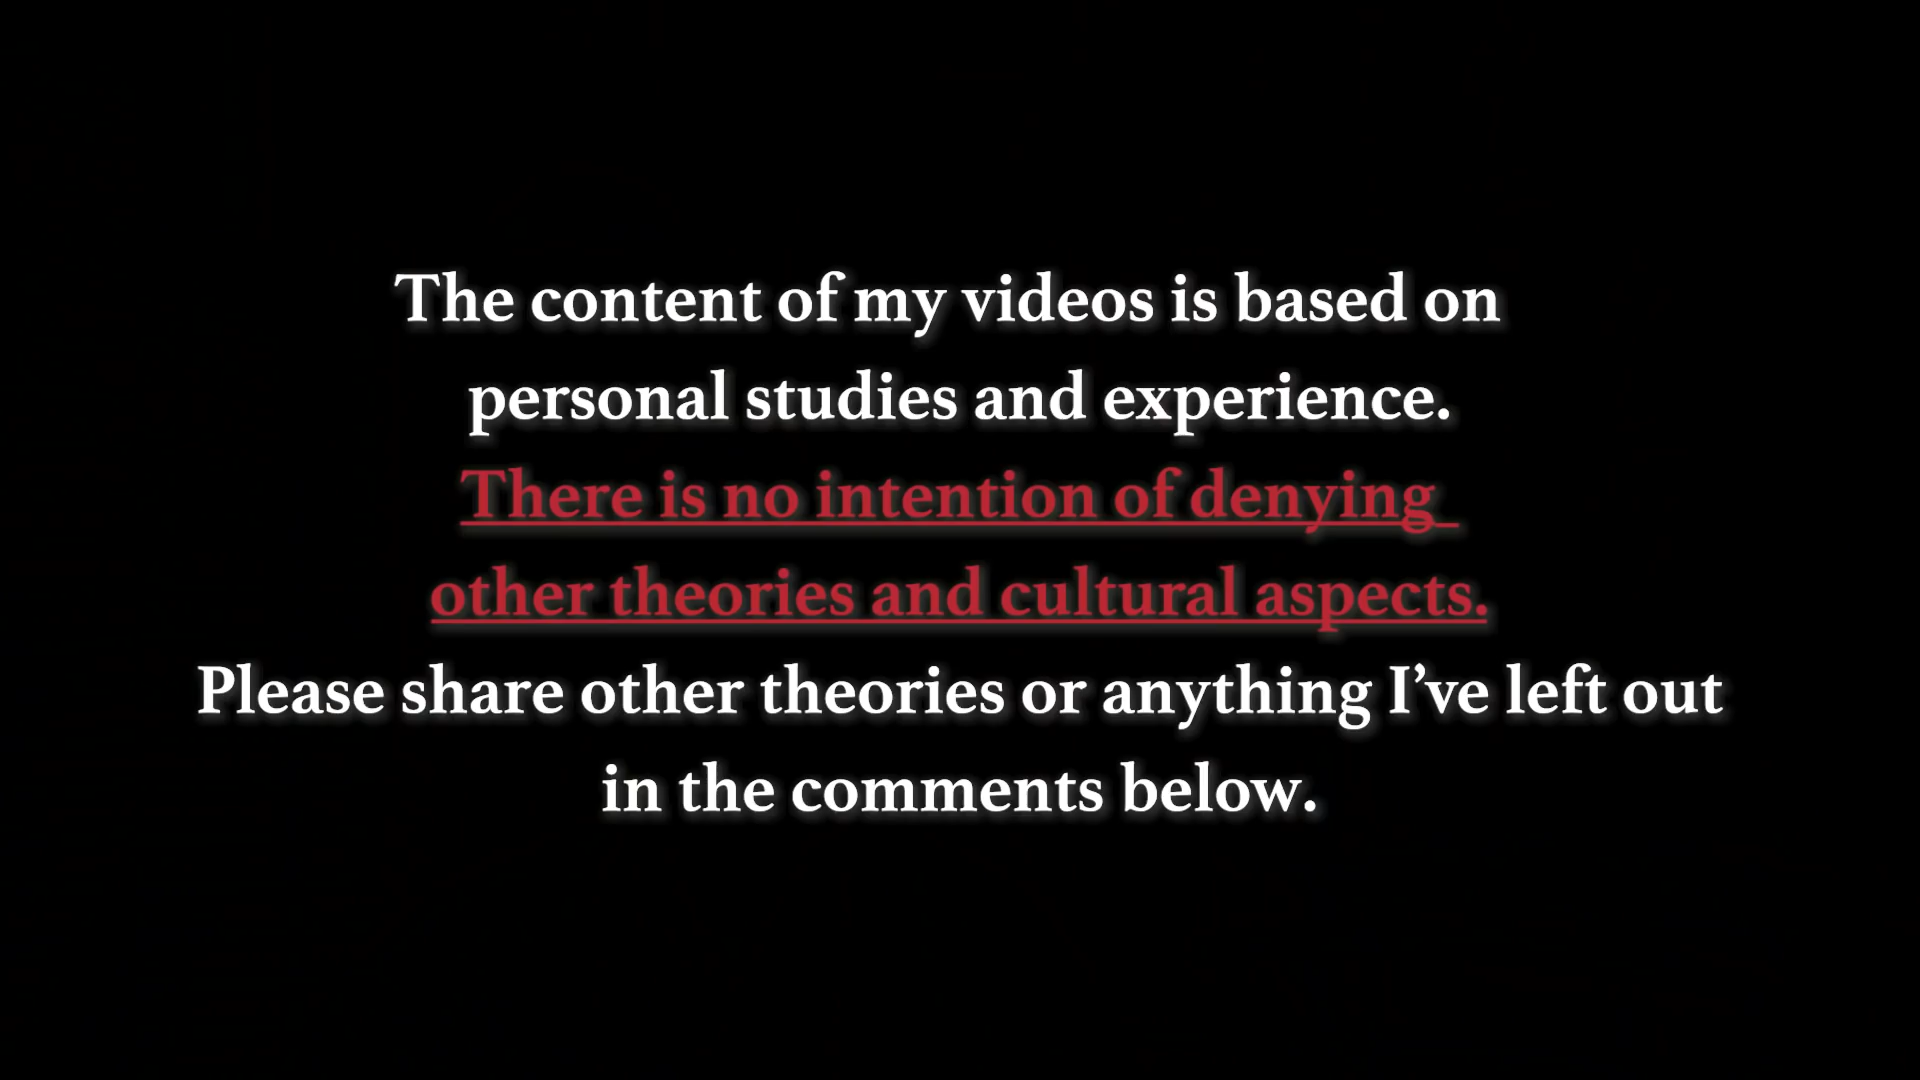 The content of my videos is based on
personal studies and experience.
There is no intention of denying
other theories and cultural aspects.
Please share other theories or anything I’ve left out
in the comments below.